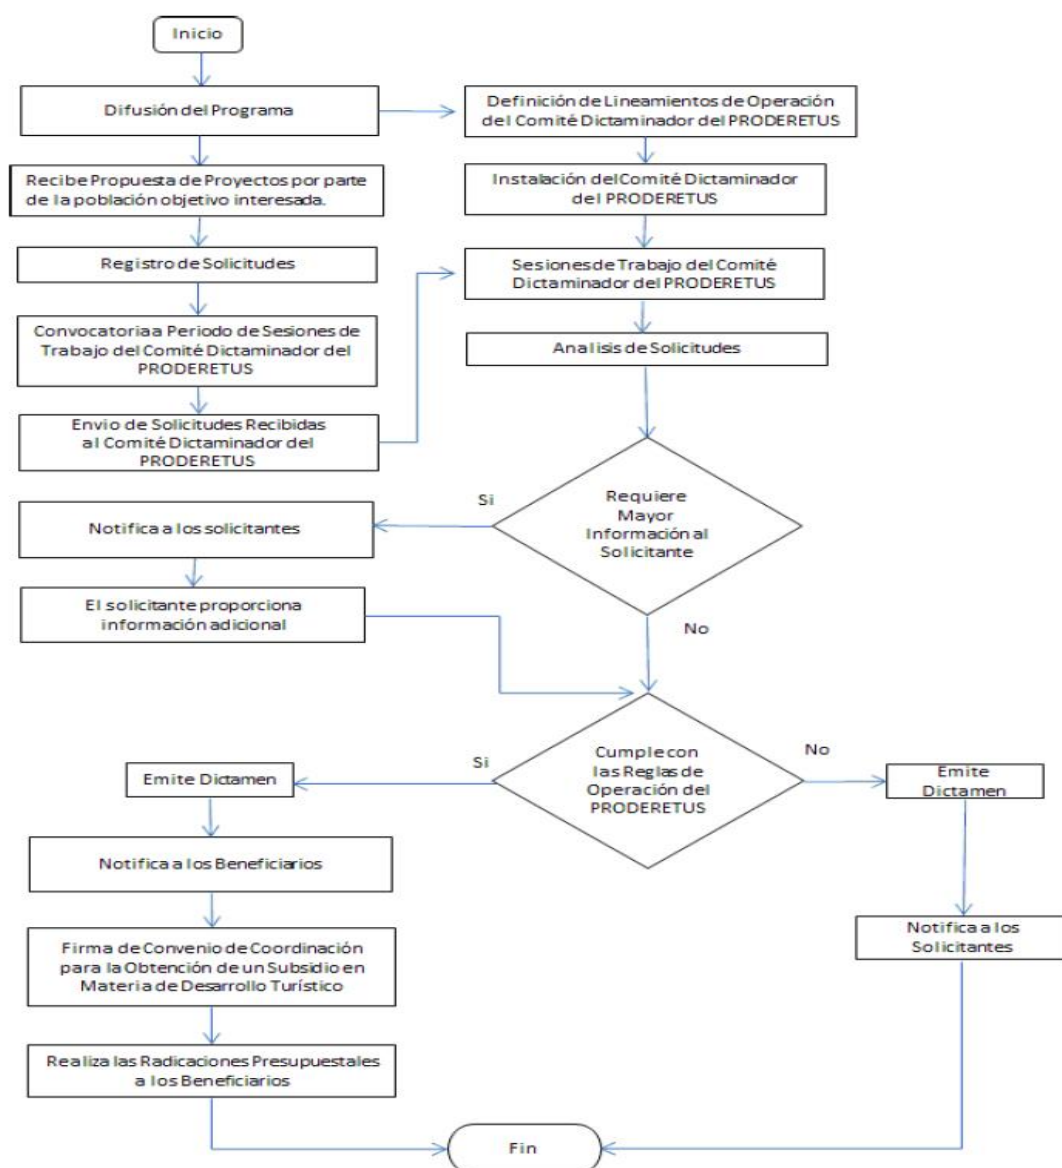 Inicio
Difusión del Programa
Definición de Lineamientos de Operación
del Comité Dictaminador del PRODERETUS
Recibe Propuesta de Proyectos por parte
de la población objetivo interesada.
Instalación del Comité Dictaminador
del PRODERETUS
Registro de Solicitudes
Sesiones de Trabajo del Comité
Dictaminador del PRODERETUS
Convocatoria a Periodo de Sesiones de
Trabajo del Comité Dictaminador del
PRODERETUS
Analisis de Solicitudes
Envio de Solicitudes Recibidas
al Comité Dictaminador del
PRODERETUS
Requiere
Mayor
Información al
Solicitante
Si
Notifica a los solicitantes
El solicitante proporciona
información adicional
No
Cumple con
las Reglas de
Operación del
PRODERETUS
Si
No
Emite Dictamen
Emite
Dictamen
Notifica a los Beneficiarios
Notifica a los
Solicitantes
Firma de Convenio de Coordinación
para la Obtención de un Subsidio en
Materia de Desarrollo Turístico
Realiza las Radicaciones Presupuestales
a los Beneficiarios
Fin